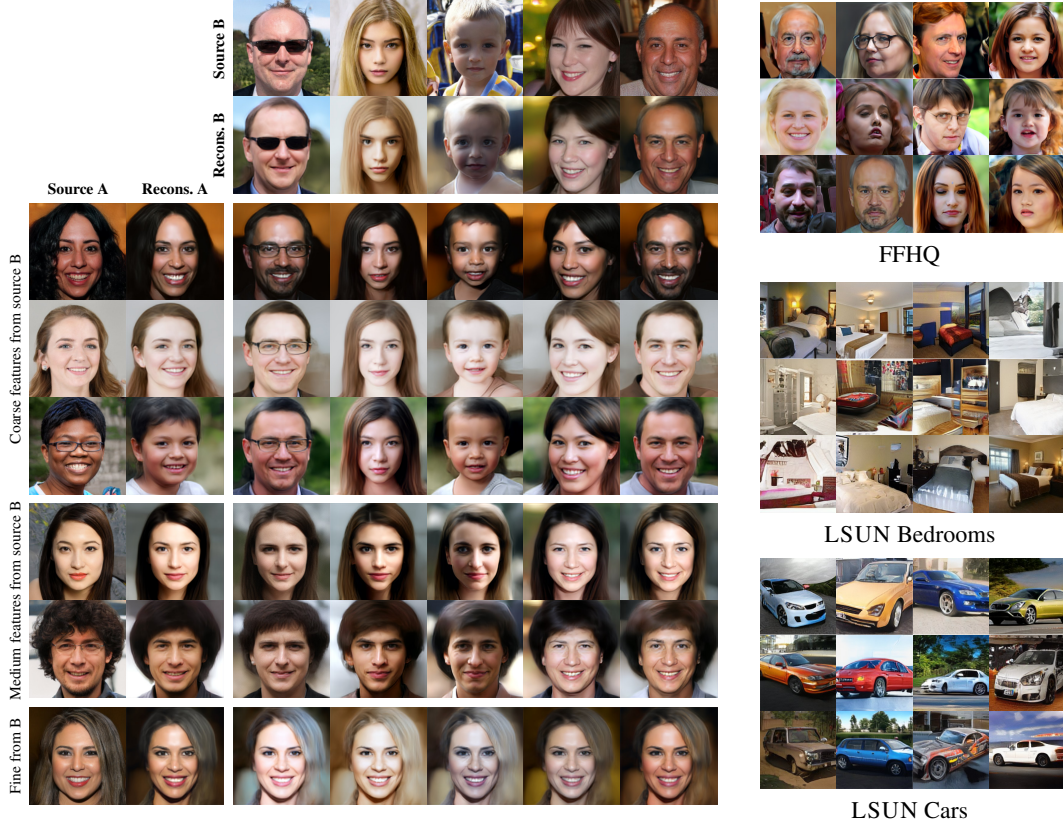 Source B
Recons. B
Source A
Recons. A
Coarse features from source B
Medium features from source B
Fine from B
FFHQ
LSUN Bedrooms
LSUN Cars